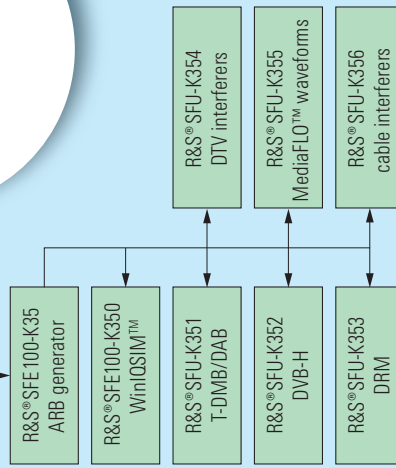 R&S®SFE100-K35
ARB generator
R&S®SFE100-K350
WinIQSIM™
R&S®SFU-K351
T-DMB/DAB
R&S®SFU-K352
DVB-H
R&S®SFU-K353
DRM
R&S®SFU-K354
DTV interferers
R&S®SFU-K355
MediaFLO™ waveforms
R&S®SFU-K356
cable interferers